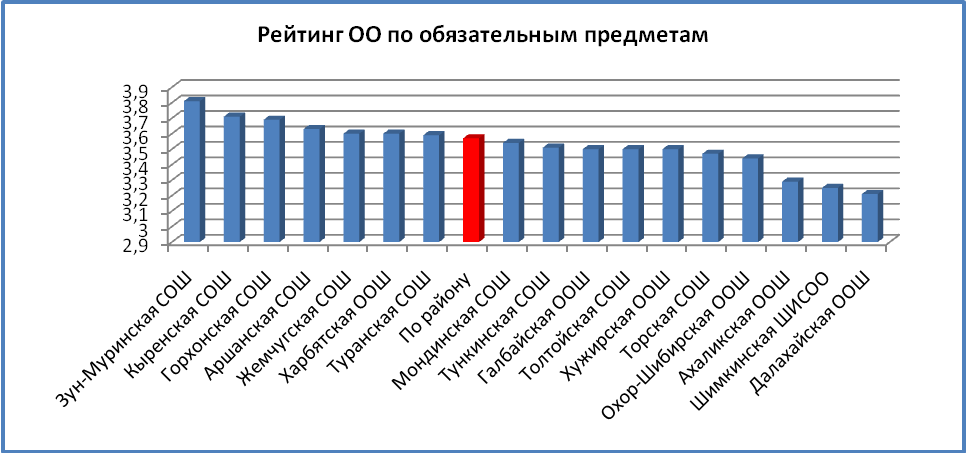 Рейтинг ОО по обязательным предметам
3,9
3,8
3,7
3,6
3,5
3,4
3,3
3,2
3,1
3
2,9
Зун-Муринская СОШ
Кыренская СОШ
Горхонская СОШ
Аршанская СОШ
Жемчугская СОШ
Харбятская ООШ
Туранская СОШ
По району
Мондинская СОШ
Тункинская СОШ
Галбайская ООШ
Толтойская СОШ
Хужирская ООШ
Торская СОШ
Охор-Шибирская ООШ
Ахаликская ООШ
Шимкинская ШИСОО
Далахайская ООШ